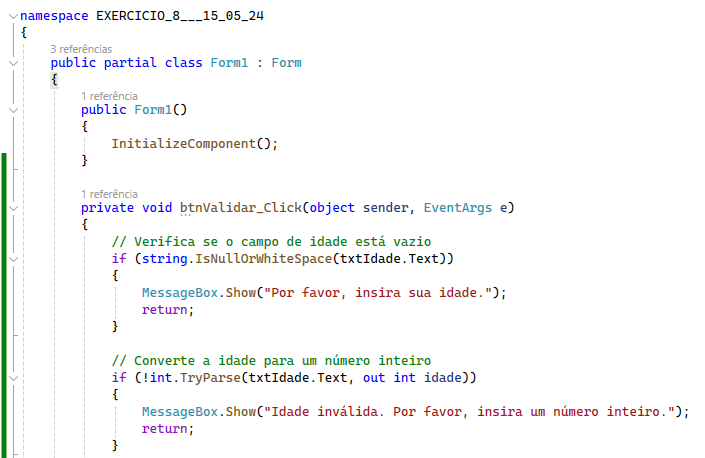 namespace EXERCICIO_8___15_05_24
{
3 referências
public partial class Form1 : Form
{
1 referência
public Form1()
{
InitializeComponent();
}
1 referência
private void btnValidar_Click(object sender, EventArgs e)
{
// Verifica se o campo de idade está vazio
if (string.IsNullOrWhiteSpace(txtIdade.Text))
{
MessageBox.Show("Por favor, insira sua idade.");
return;
}
// Converte a idade para um número inteiro
if (!int.TryParse(txtIdade.Text, out int idade))
{
MessageBox.Show("Idade inválida. Por favor, insira um número inteiro.");
return;
}